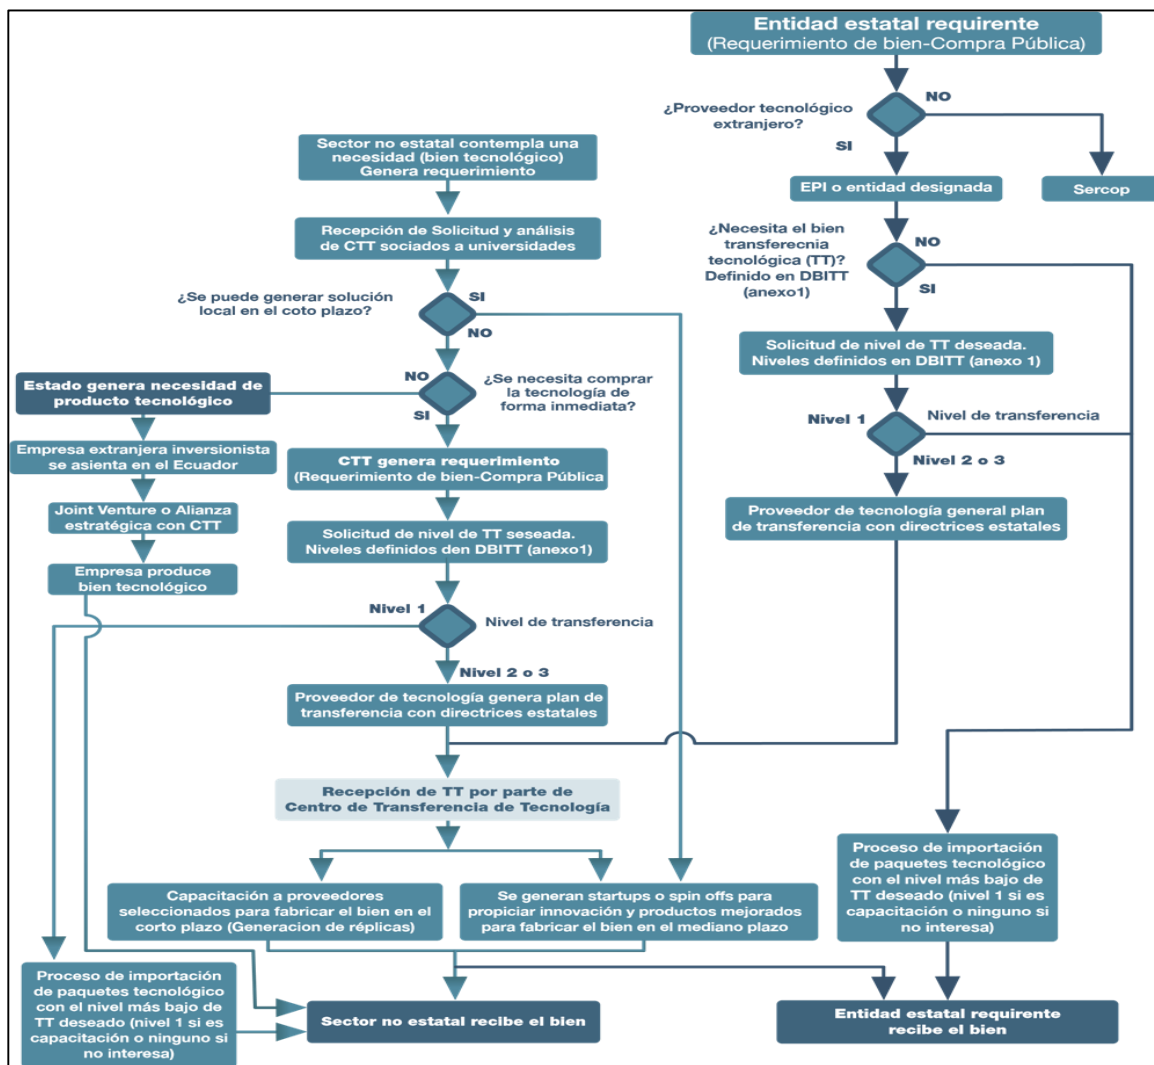 Entidad estatal requirente
(Requerimiento de bien-Compra Pública)
NO
¿Proveedor tecnológico
extranjero?
SI
EPI o entidad designada
Sercop
¿Necesita el bien
transferecnia
tecnológica (TT)?
Definido en DBITT
(anexo1)
NO
SI
Solicitud de nivel de TT deseada.
Niveles definidos en DBITT (anexo 1)
Nivel 1
Nivel de transferencia
Nivel 2 o 3
Proveedor de tecnología general plan
de transferencia con directrices estatales
Sector no estatal contempla una
necesidad (bien tecnológico)
Genera requerimiento
Recepción de Solicitud y análisis
de CTT sociados a universidades
¿Se puede generar solución
local en el coto plazo?
SI
NO
NO
¿Se necesita comprar
la tecnología de
forma inmediata?
SI
Estado genera necesidad de
producto tecnológico
Empresa extranjera inversionista
se asienta en el Ecuador
Joint Venture o Alianza
estratégica con CTT
Empresa produce
bien tecnológico
CTT genera requerimiento
(Requerimiento de bien-Compra Pública
Solicitud de nivel de TT seseada.
Niveles definidos den DBITT (anexo1)
Nivel 1
Nivel de transferencia
Nivel 2 o 3
Proveedor de tecnología genera plan de
transferencia con directrices estatales
Recepción de TT por parte de
Centro de Transferencia de Tecnología
Capacitación a proveedores
seleccionados para fabricar el bien en el
corto plazo (Generacion de réplicas)
Se generan startups o spin offs para
propiciar innovación y productos mejorados
para fabricar el bien en el mediano plazo
Proceso de importación
de paquetes tecnológico
con el nivel más bajo de
TT deseado (nivel 1 si es
capacitación o ninguno si
no interesa)
Proceso de importación
de paquetes tecnológico
con el nivel más bajo de
TT deseado (nivel 1 si es
capacitación o ninguno si
no interesa)
Sector no estatal recibe el bien
Entidad estatal requirente
recibe el bien